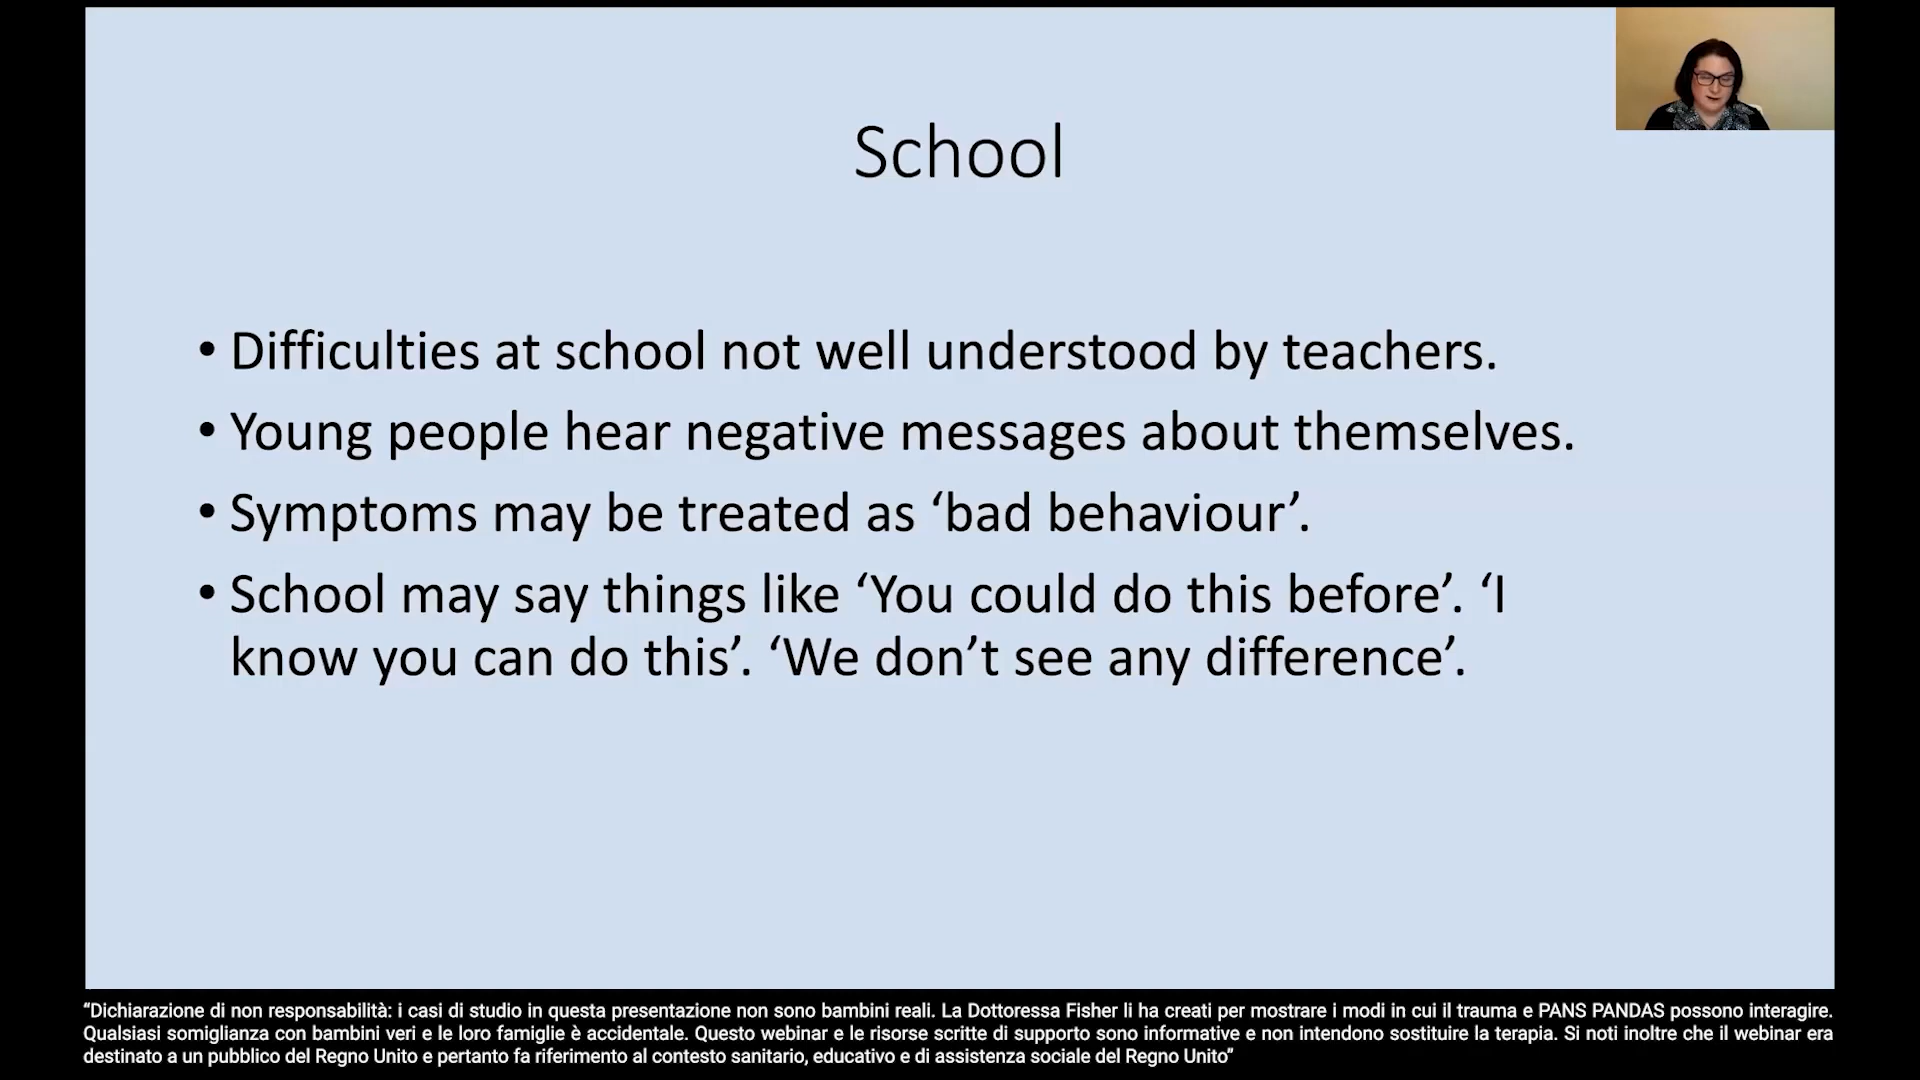 School
• Difficulties at school not well understood by teachers.
• Young people hear negative messages about themselves.
• Symptoms may be treated as ‘bad behaviour’.
• School may say things like ‘You could do this before’. ‘I
know you can do this’. ‘We don’t see any difference’.
“Dichiarazione di non responsabilità: i casi di studio in questa presentazione non sono bambini reali. La Dottoressa Fisher li ha creati per mostrare i modi in cui il trauma e PANS PANDAS possono interagire.
Qualsiasi somiglianza con bambini veri e le loro famiglie è accidentale. Questo webinar e le risorse scritte di supporto sono informative e non intendono sostituire la terapia. Si noti inoltre che il webinar era
destinato a un pubblico del Regno Unito e pertanto fa riferimento al contesto sanitario, educativo e di assistenza sociale del Regno Unito”